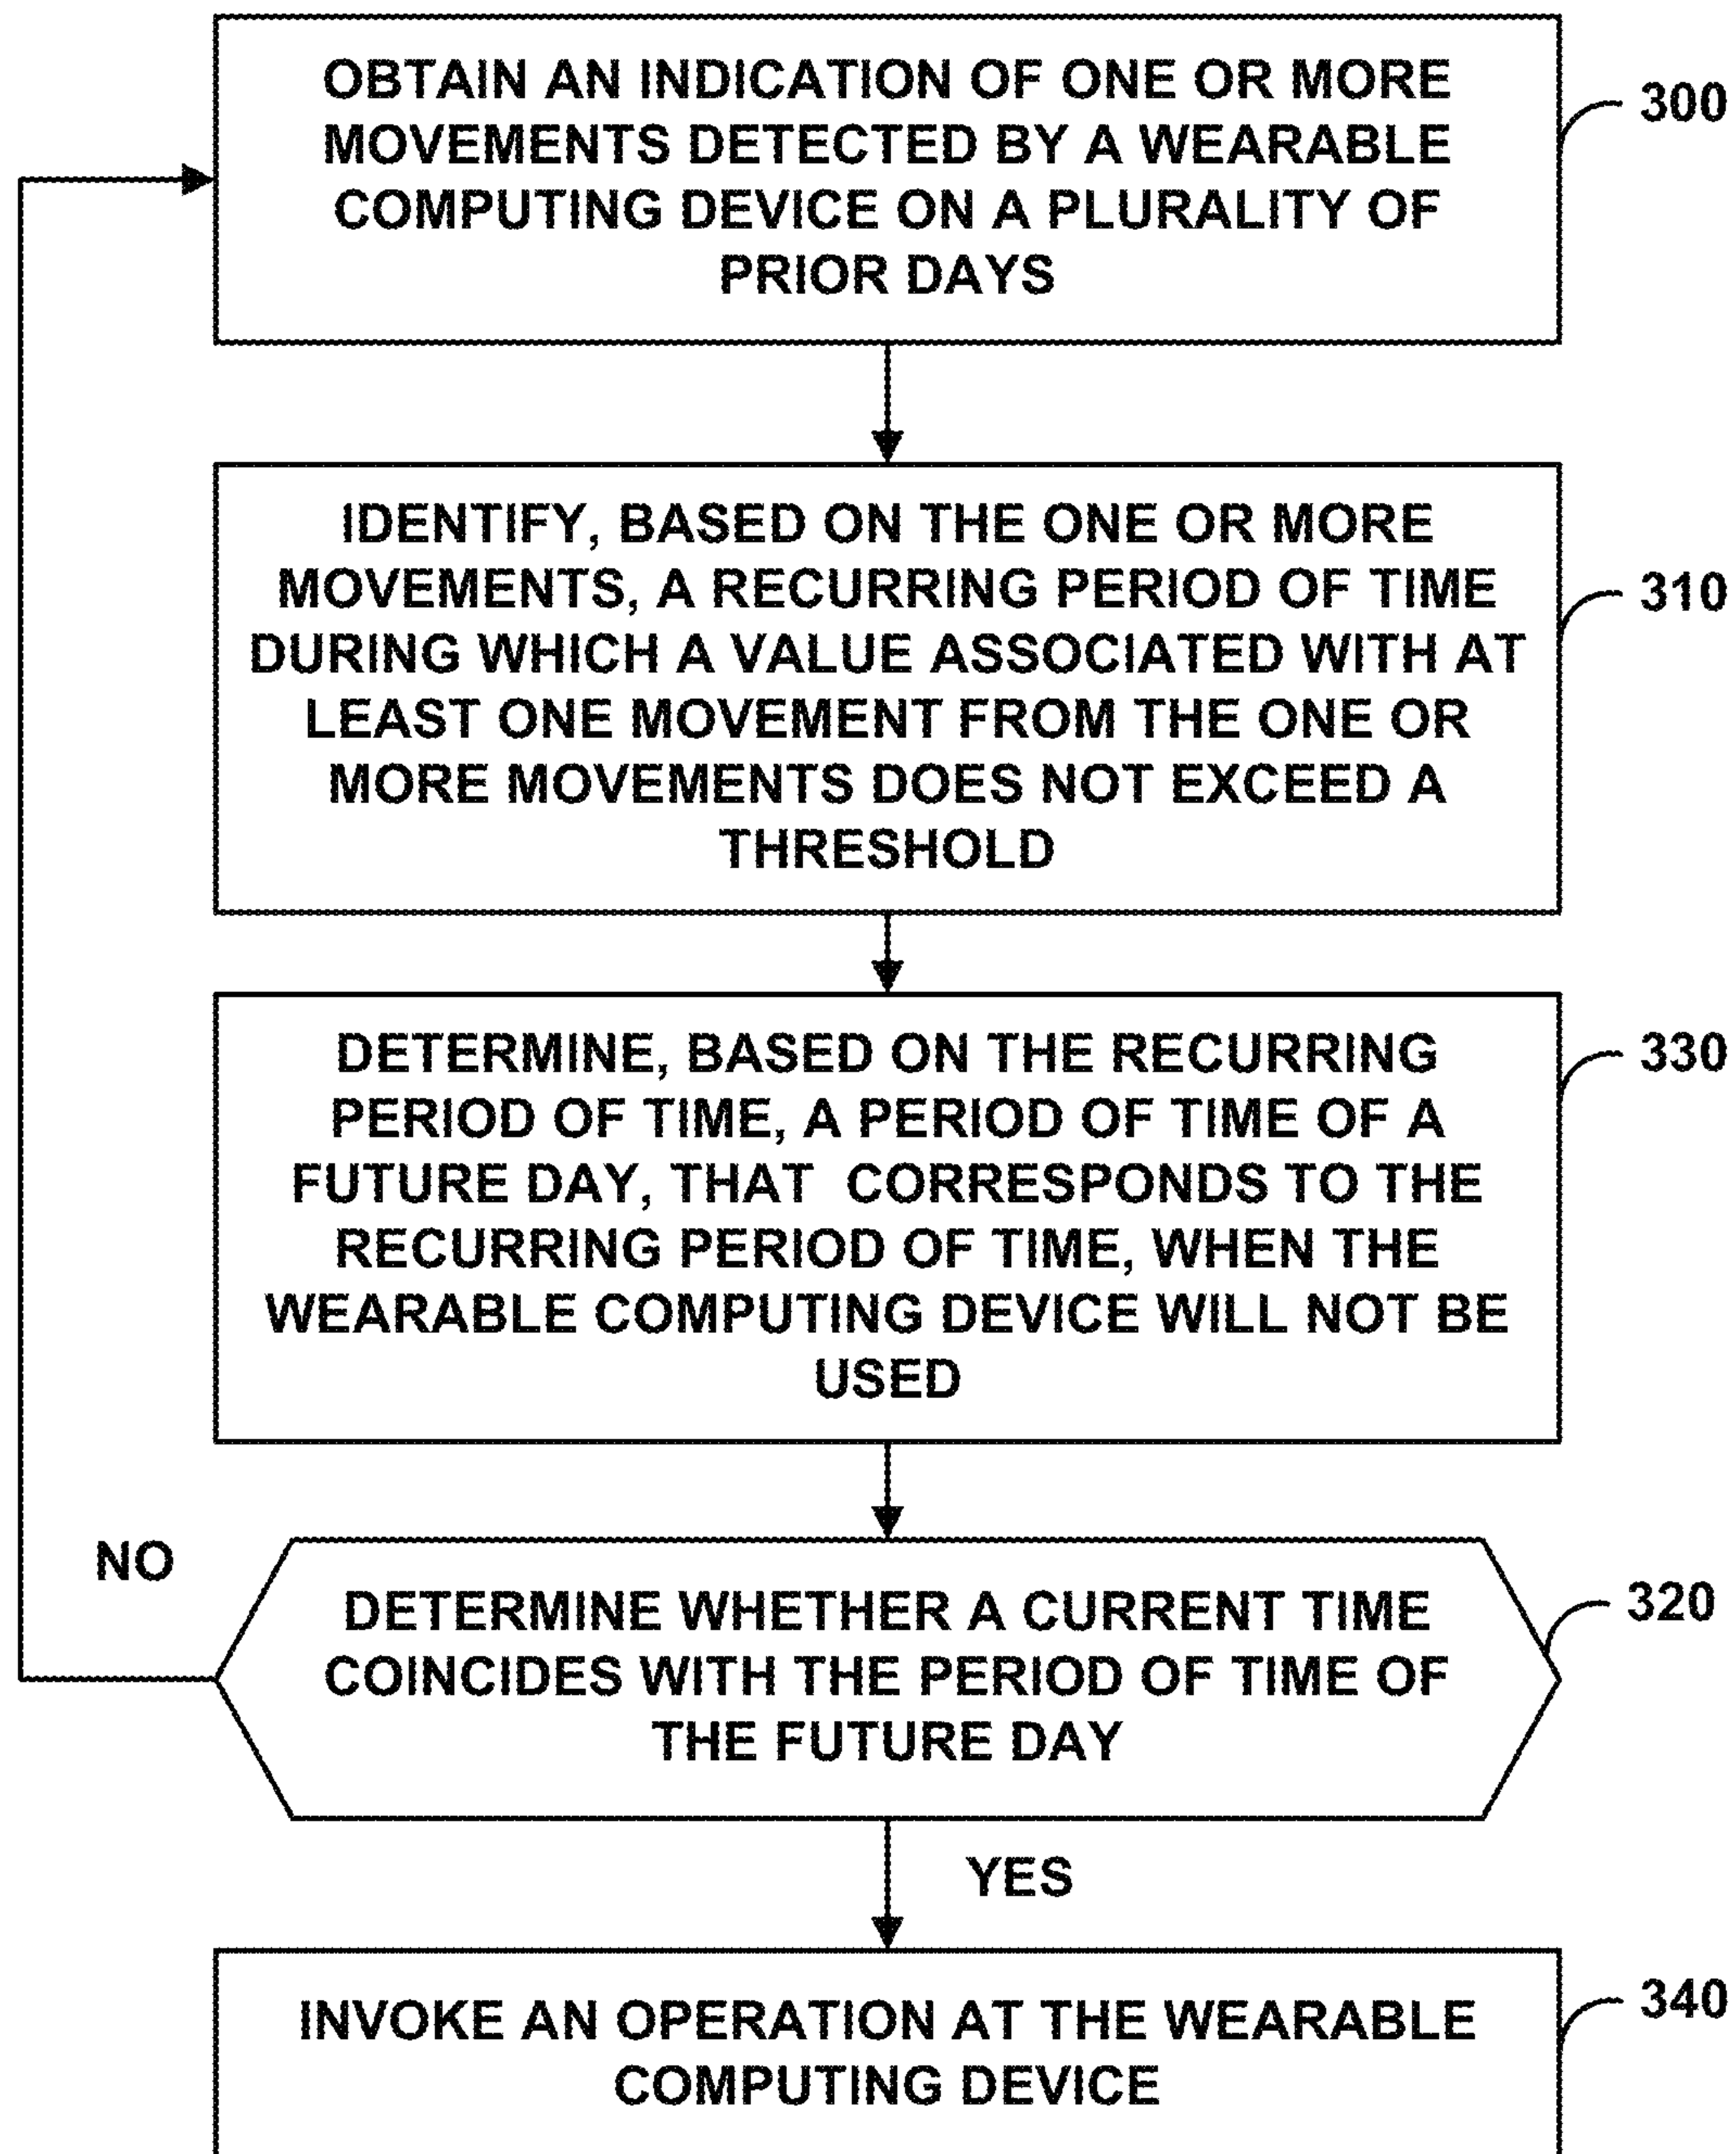 OBTAIN AN INDICATION OF ONE OR MORE
MOVEMENTS DETECTED BY A WEARABLE
COMPUTING DEVICE ON A PLURALITY OF
PRIOR DAYS
300
IDENTIFY, BASED ON THE ONE OR MORE
MOVEMENTS, A RECURRING PERIOD OF TIME
DURING WHICH A VALUE ASSOCIATED WITH AT
LEAST ONE MOVEMENT FROM THE ONE OR
MORE MOVEMENTS DOES NOT EXCEED A
THRESHOLD
310
DETERMINE, BASED ON THE RECURRING
PERIOD OF TIME, A PERIOD OF TIME OF A
FUTURE DAY, THAT CORRESPONDS TO THE
RECURRING PERIOD OF TIME, WHEN THE
WEARABLE COMPUTING DEVICE WILL NOT BE
USED
330
NO
DETERMINE WHETHER A CURRENT TIME
COINCIDES WITH THE PERIOD OF TIME OF
THE FUTURE DAY
320
YES
INVOKE AN OPERATION AT THE WEARABLE
COMPUTING DEVICE
340